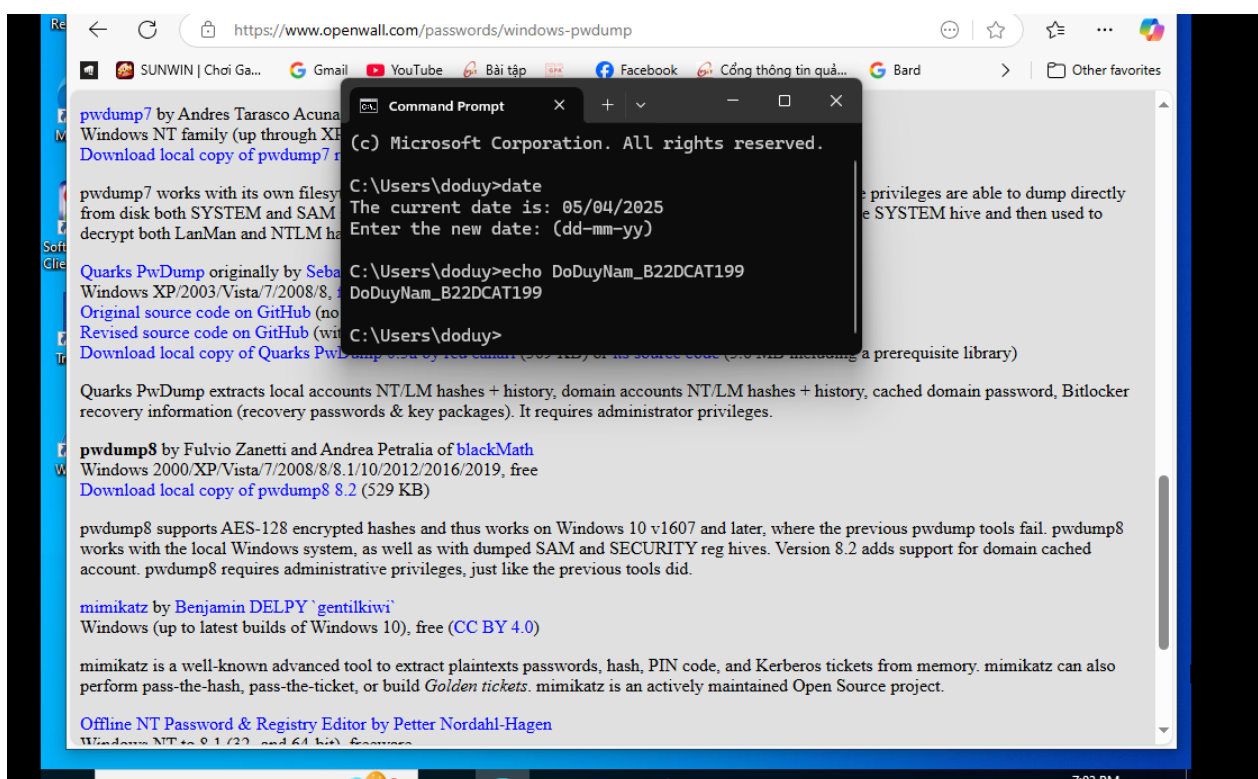 Re
https://www.openwall.com/passwords/windows-pwdump
SUNWIN | Chơi Ga...
Gmail
YouTube
Bài tập
Facebook
Cổng thông tin quả...
Bard
Other favorites
Command Prompt
(c) Microsoft Corporation. All rights reserved.
C:\Users\doduy>date
The current date is: 05/04/2025
Enter the new date: (dd-mm-yy)
C:\Users\doduy>echo DoDuyNam_B22DCAT199
DoDuyNam_B22DCAT199
C:\Users\doduy>
pwdump7 by Andres Tarasco Acuna
Windows NT family (up through XP
Download local copy of pwdump7
pwdump7 works with its own filesy
privileges are able to dump directly
from disk both SYSTEM and SAM
e SYSTEM hive and then used to
decrypt both LanMan and NTLM ha
Soft
Clie
Quarks PwDump originally by Seba
Windows XP/2003/Vista/7/2008/8,
Original source code on GitHub (no
Revised source code on GitHub (wit
Download local copy of Quarks PwD
a prerequisite library)
Quarks PwDump extracts local accounts NT/LM hashes + history, domain accounts NT/LM hashes + history, cached domain password, Bitlocker
recovery information (recovery passwords & key packages). It requires administrator privileges.
pwdump8 by Fulvio Zanetti and Andrea Petralia of blackMath
Windows 2000/XP/Vista/7/2008/8/8.1/10/2012/2016/2019, free
Download local copy of pwdump8 8.2 (529 KB)
pwdump8 supports AES-128 encrypted hashes and thus works on Windows 10 v1607 and later, where the previous pwdump tools fail. pwdump8
works with the local Windows system, as well as with dumped SAM and SECURITY reg hives. Version 8.2 adds support for domain cached
account. pwdump8 requires administrative privileges, just like the previous tools did.
mimikatz by Benjamin DELPY `gentilkiwi`
Windows (up to latest builds of Windows 10), free (CC BY 4.0)
mimikatz is a well-known advanced tool to extract plaintexts passwords, hash, PIN code, and Kerberos tickets from memory. mimikatz can also
perform pass-the-hash, pass-the-ticket, or build Golden tickets. mimikatz is an actively maintained Open Source project.
Offline NT Password & Registry Editor by Petter Nordahl-Hagen